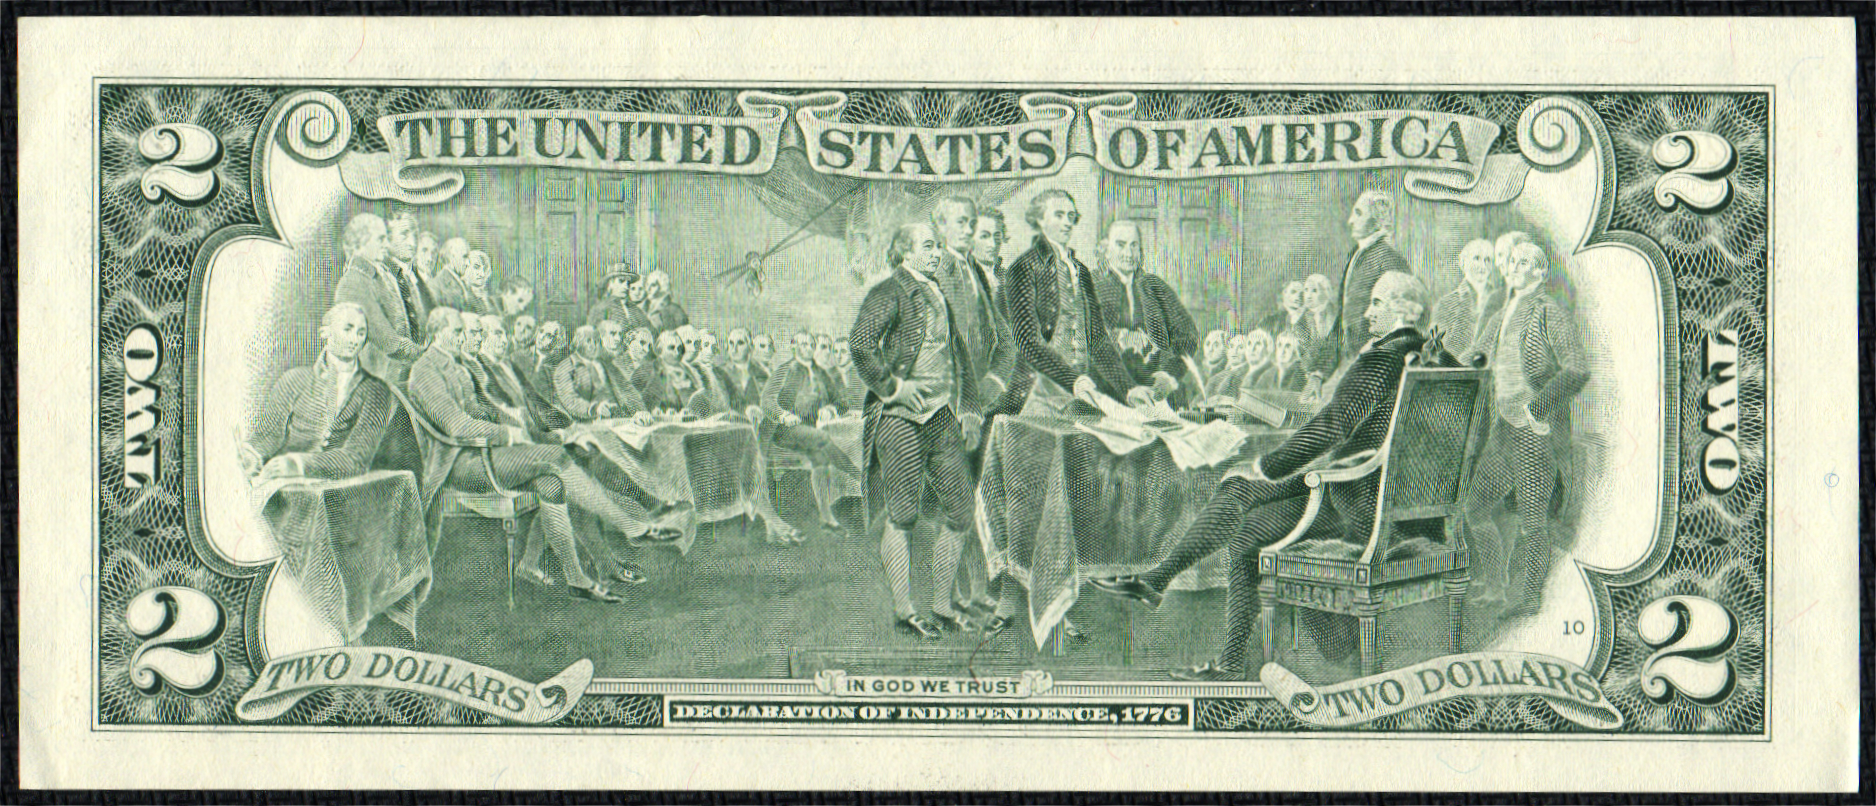 2 THE UNITED STATES OF AMERICA 2
TWO TWO
10
2 TWO DOLLARS TWO DOLLARS 2
IN GOD WE TRUST
DECLARATION OF INDEPENDENCE, 1776